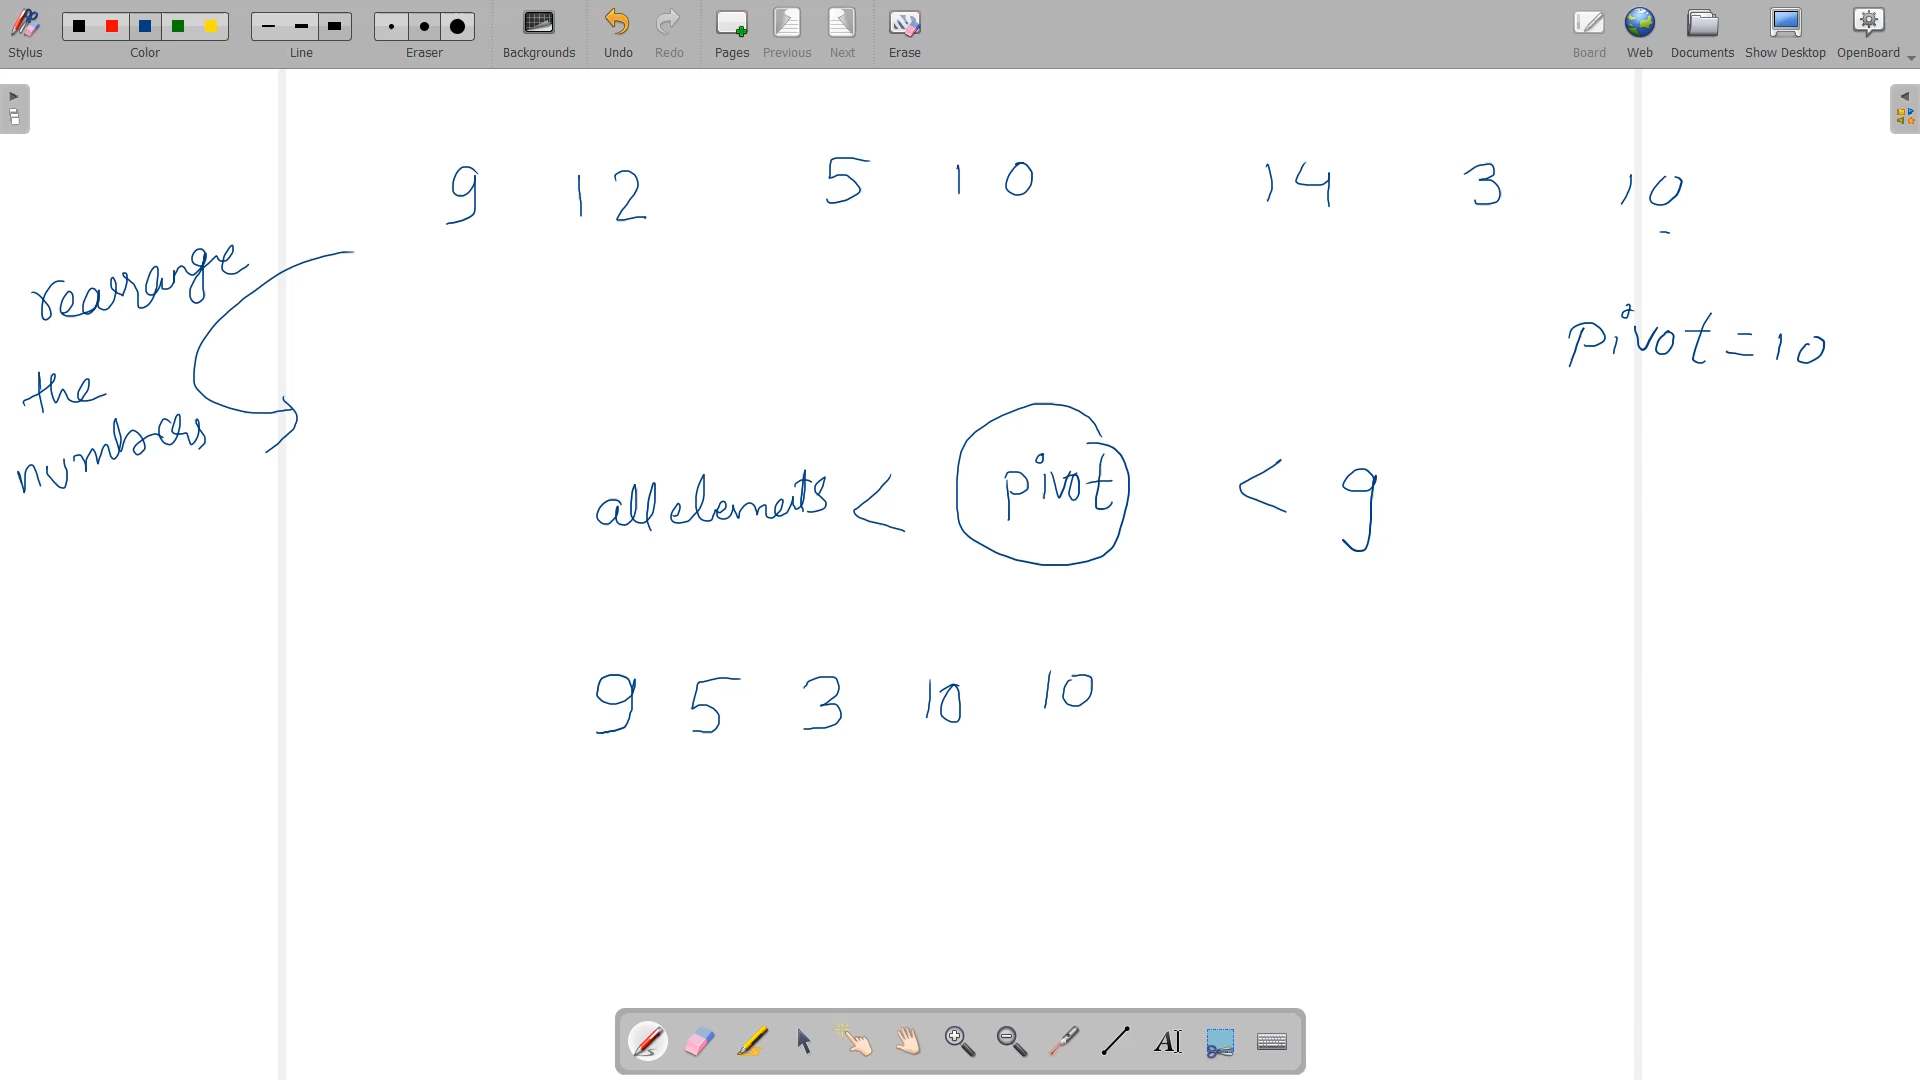 Stylus Color Line Eraser Backgrounds Undo Redo Pages Previous Next Erase Board Web Documents Show Desktop OpenBoard
9 12 5 10 14 3 10
rearrange
the
numbers
pivot = 10
all elements < pivot < g
9 5 3 10 10